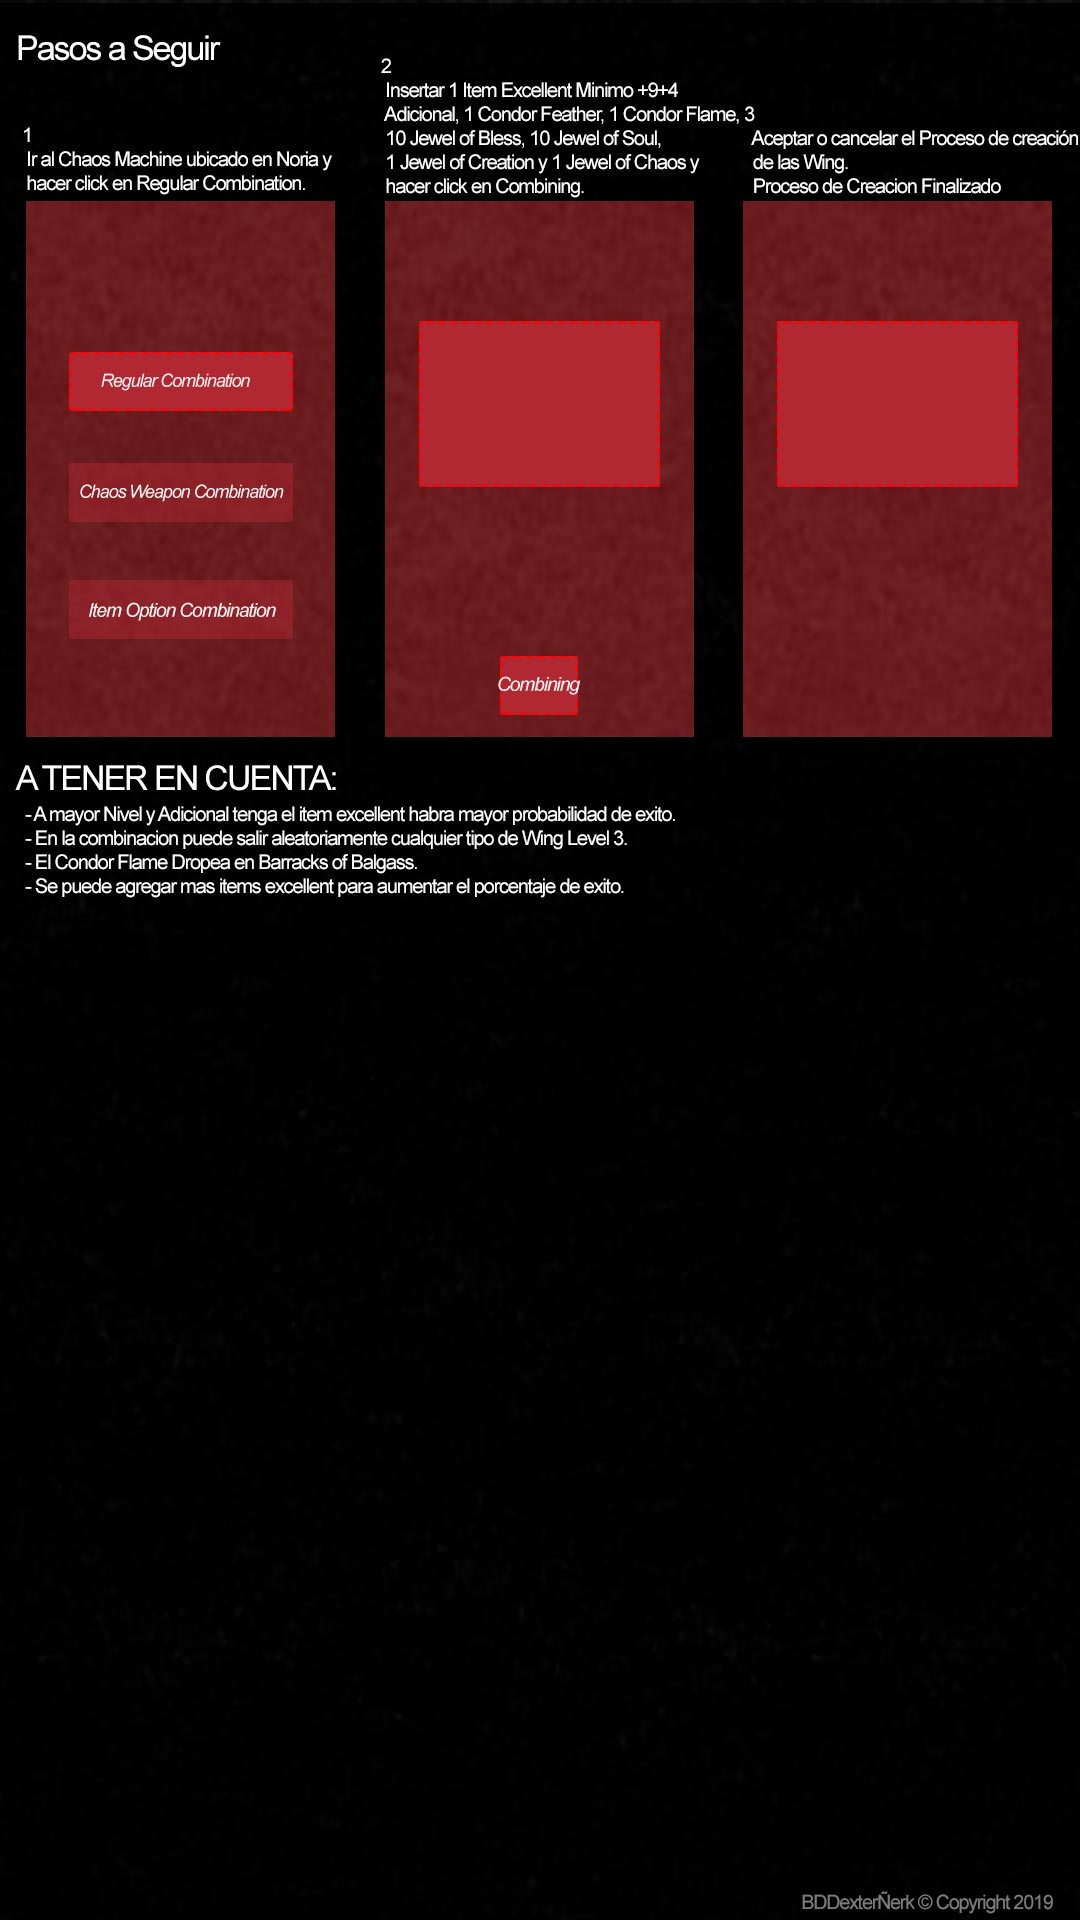 Pasos a Seguir
1
Ir al Chaos Machine ubicado en Noria y
hacer click en Regular Combination.
2
Insertar 1 Item Excellent Minimo +9+4
Adicional, 1 Condor Feather, 1 Condor Flame,
10 Jewel of Bless, 10 Jewel of Soul,
1 Jewel of Creation y 1 Jewel of Chaos y
hacer click en Combining.
3
Aceptar o cancelar el Proceso de creación
de las Wing.
Proceso de Creacion Finalizado
Regular Combination
Chaos Weapon Combination
Item Option Combination
Combining
A TENER EN CUENTA:
- A mayor Nivel y Adicional tenga el item excellent habra mayor probabilidad de exito.
- En la combinacion puede salir aleatoriamente cualquier tipo de Wing Level 3.
- El Condor Flame Dropea en Barracks of Balgass.
- Se puede agregar mas items excellent para aumentar el porcentaje de exito.
BDDexterÑerk © Copyright 2019